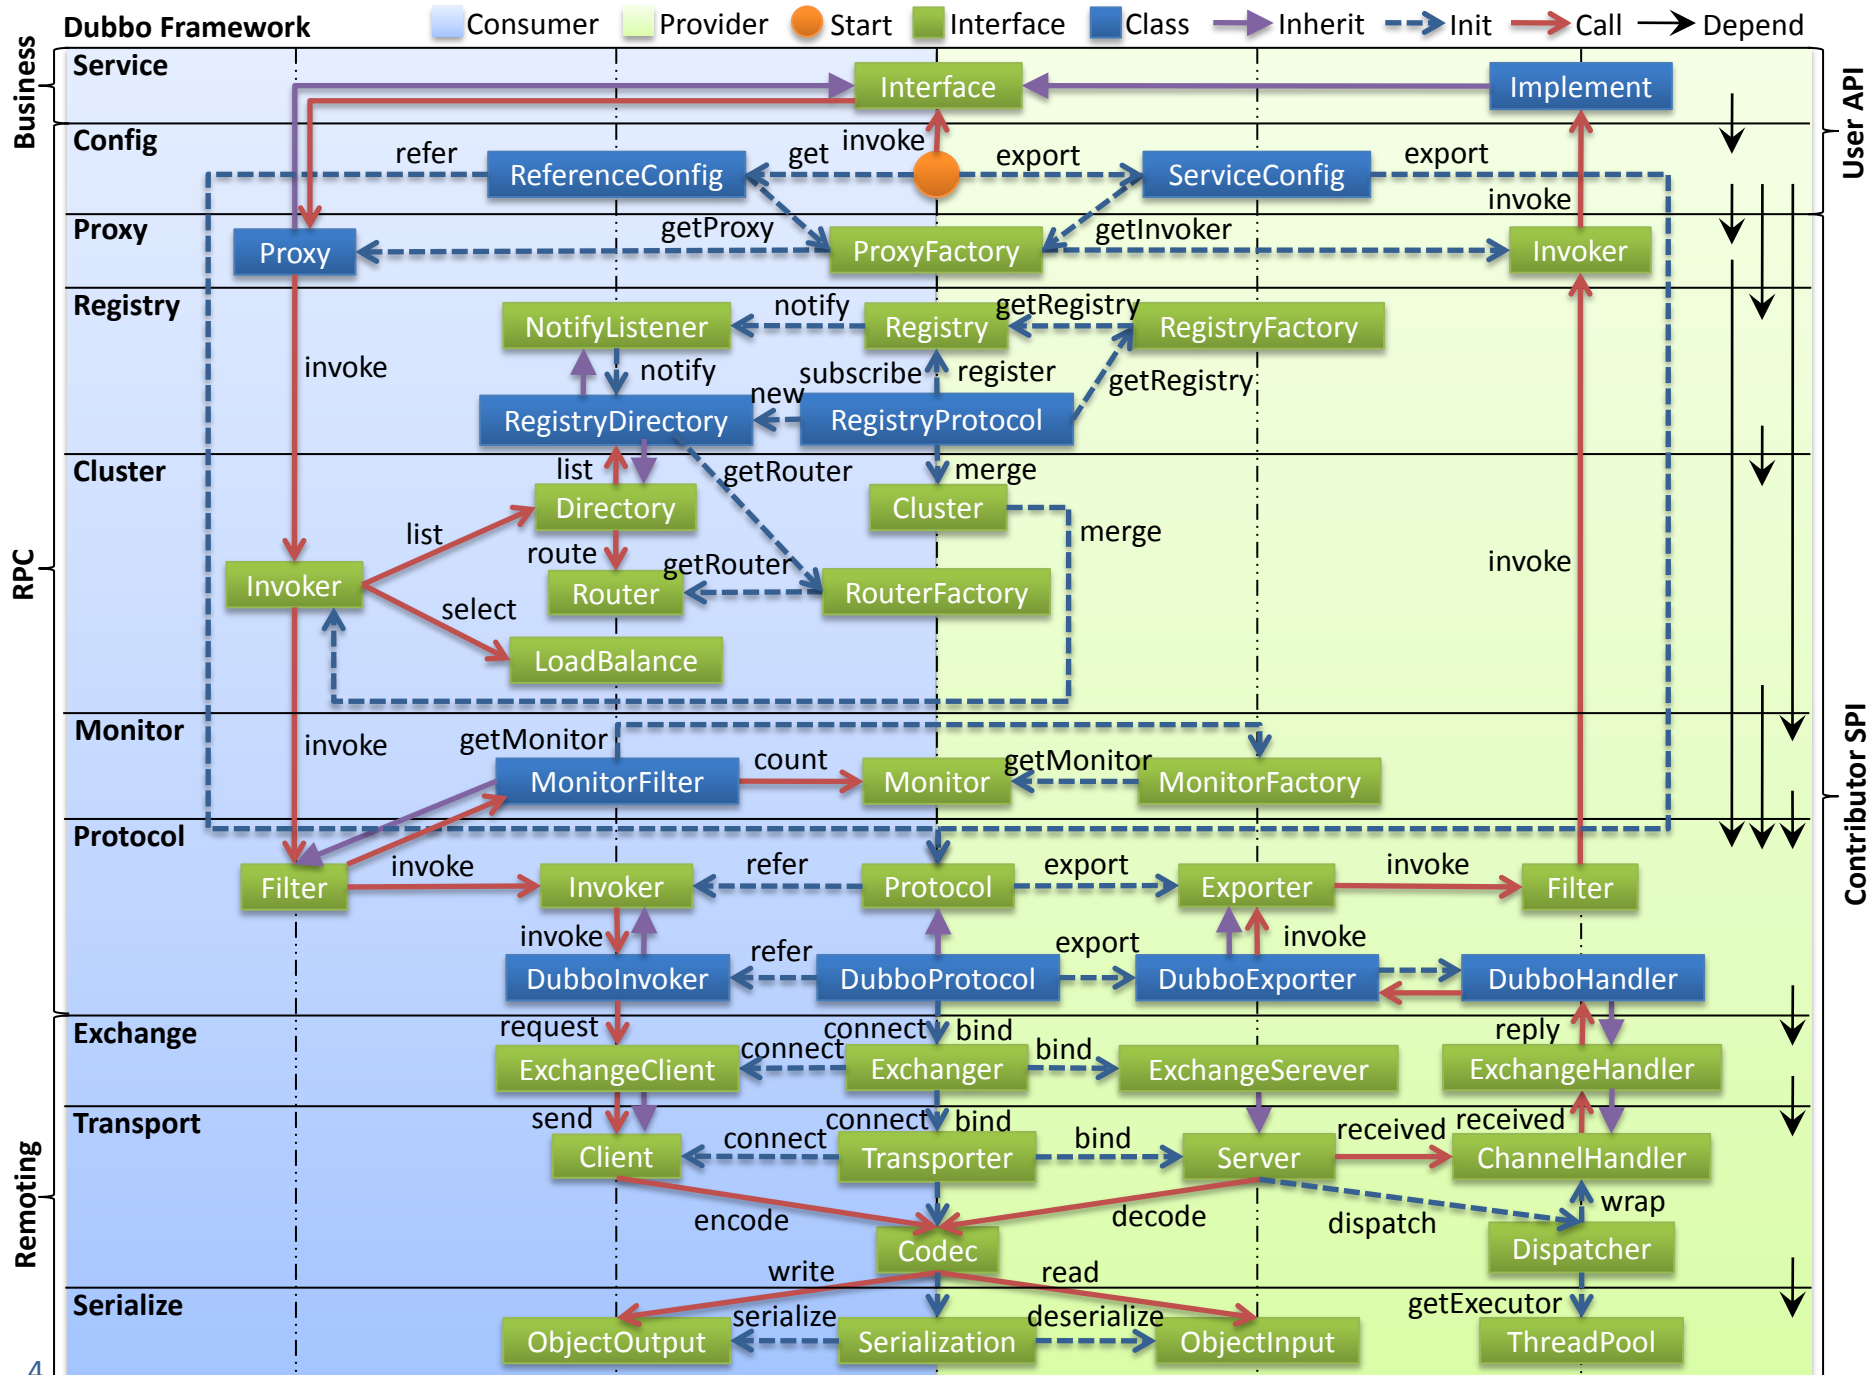 Dubbo Framework Consumer Provider Start Interface Class Inherit Init Call Depend
Business
User API
Service
Interface
Implement
Config
refer
get
invoke
export
export
ReferenceConfig
ServiceConfig
invoke
Proxy
getProxy
getInvoker
Proxy
ProxyFactory
Invoker
RPC
Contributor SPI
Registry
notify
getRegistry
NotifyListener
Registry
RegistryFactory
invoke
notify
subscribe
register
getRegistry
new
RegistryDirectory
RegistryProtocol
Cluster
list
getRouter
merge
Directory
Cluster
list
merge
route
getRouter
invoke
Invoker
Router
RouterFactory
select
LoadBalance
Monitor
invoke
getMonitor
count
getMonitor
MonitorFilter
Monitor
MonitorFactory
Protocol
invoke
refer
export
invoke
Filter
Invoker
Protocol
Exporter
Filter
invoke
refer
export
invoke
DubboInvoker
DubboProtocol
DubboExporter
DubboHandler
Remoting
Exchange
request
connect
bind
reply
connect
bind
ExchangeClient
Exchanger
ExchangeSerever
ExchangeHandler
Transport
send
connect
bind
received
connect
bind
received
Client
Transporter
Server
ChannelHandler
encode
decode
dispatch
wrap
Codec
Dispatcher
write
read
Serialize
serialize
deserialize
getExecutor
ObjectOutput
Serialization
ObjectInput
ThreadPool
4